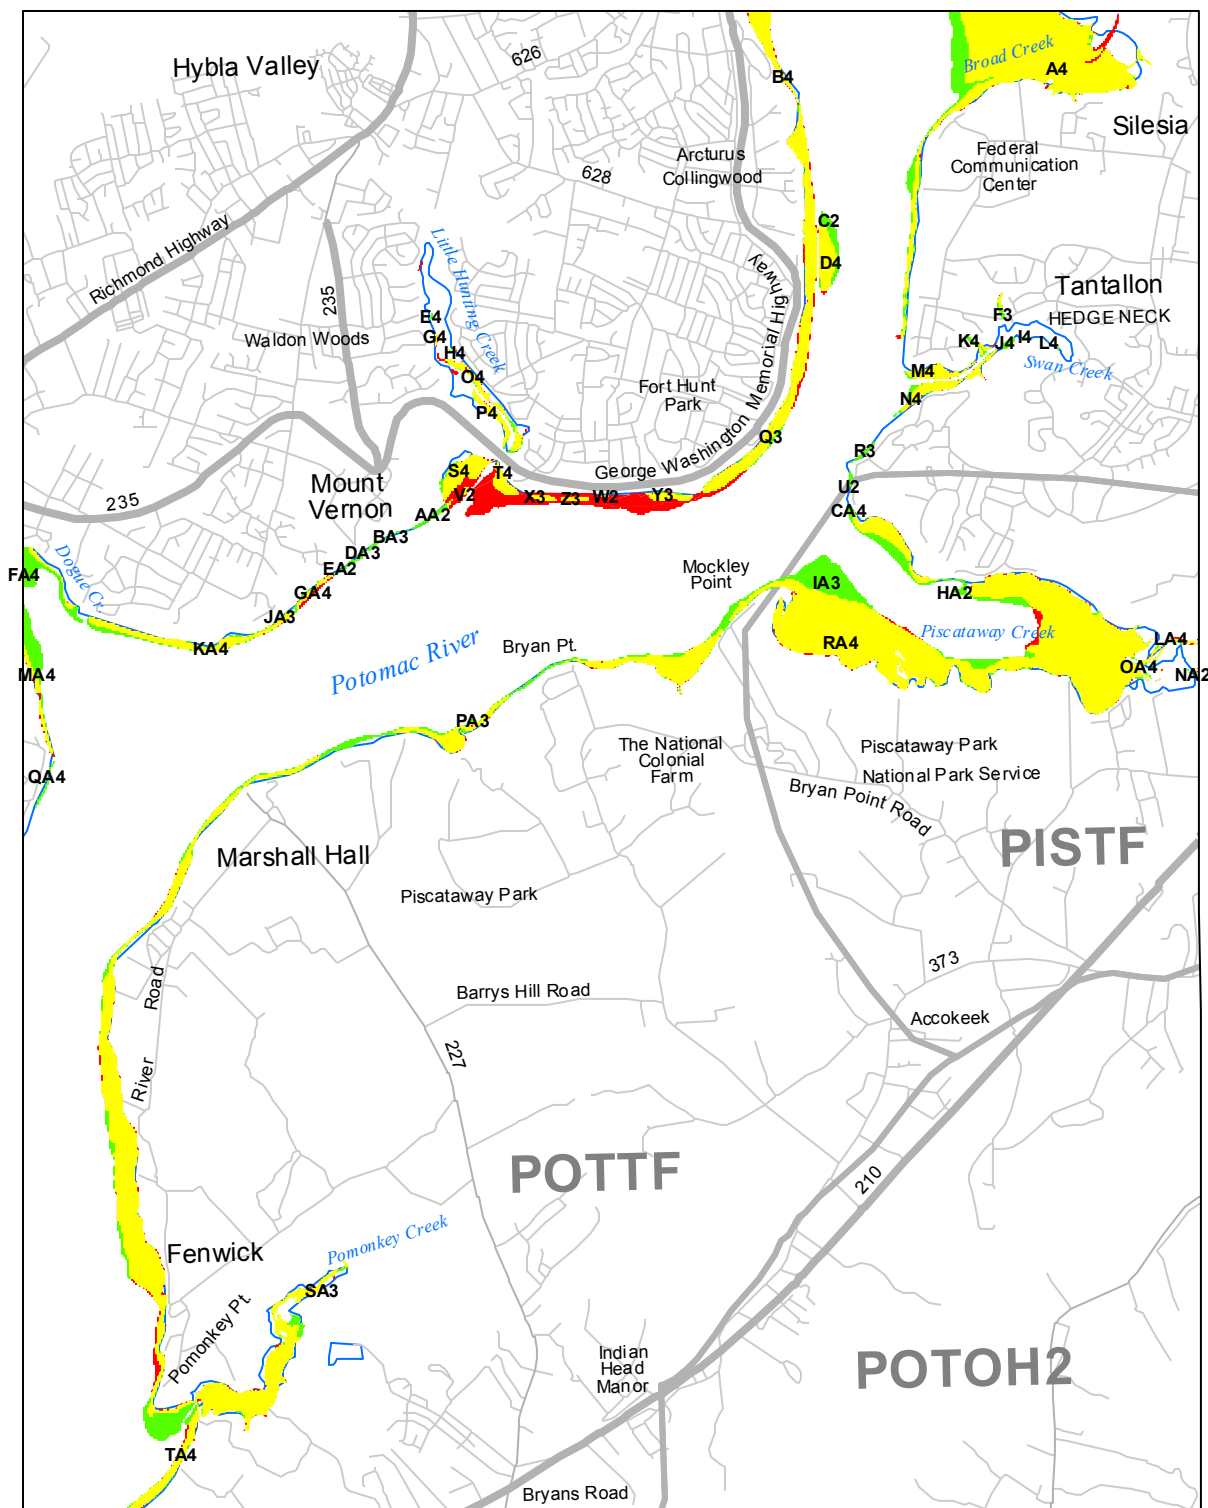 Broad Creek
626
Hybla Valley
A4
B4
Silesia
Arcturus
Collingwood
Federal
Communication
Center
628
C2
Little Hunting Creek
Richmond Highway
D4
Tantallon
235
E4
F3
HEDGE NECK
Waldon Woods
G4
H4
K4
J4
I4
L4
Swan Creek
O4
M4
Fort Hunt
Park
N4
P4
Q3
R3
George Washington Memorial Highway
S4
T4
Mount
Vernon
235
V2
X3
Z3
W2
Y3
U2
AA2
CA4
BA3
DA3
EA2
Dogue Cr.
FA4
Mockley
Point
IA3
GA4
HA2
JA3
Piscataway Creek
KA4
Bryan Pt.
RA4
LA4
Potomac River
OA4
MA4
NA2
PA3
The National
Colonial
Farm
Piscataway Park
National Park Service
QA4
Bryan Point Road
PISTF
Marshall Hall
Piscataway Park
373
River Road
Barrys Hill Road
Accokeek
227
POTTF
210
Pomonkey Creek
Fenwick
SA3
Pomonkey Pt.
Indian
Head
Manor
POTOH2
TA4
Bryans Road